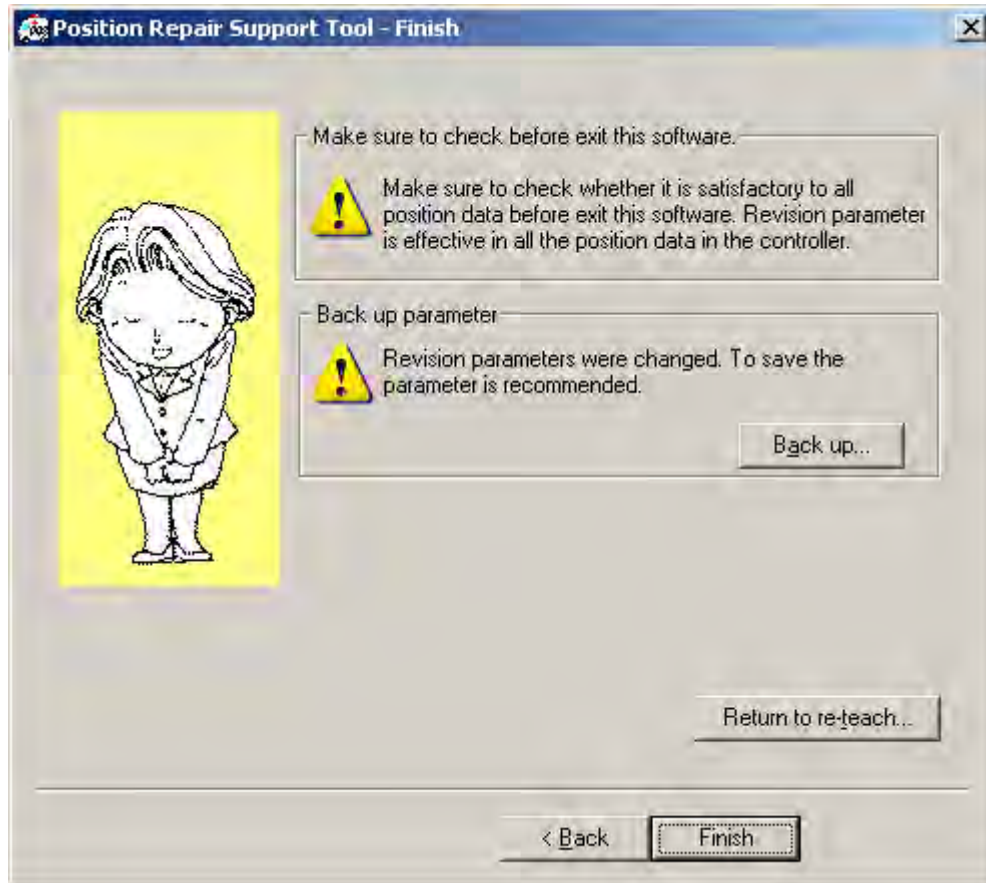 Position Repair Support Tool - Finish
Make sure to check before exit this software.
Make sure to check whether it is satisfactory to all
position data before exit this software. Revision parameter
is effective in all the position data in the controller.
Back up parameter
Revision parameters were changed. To save the
parameter is recommended.
Back up...
Return to re-teach...
< Back
Finish